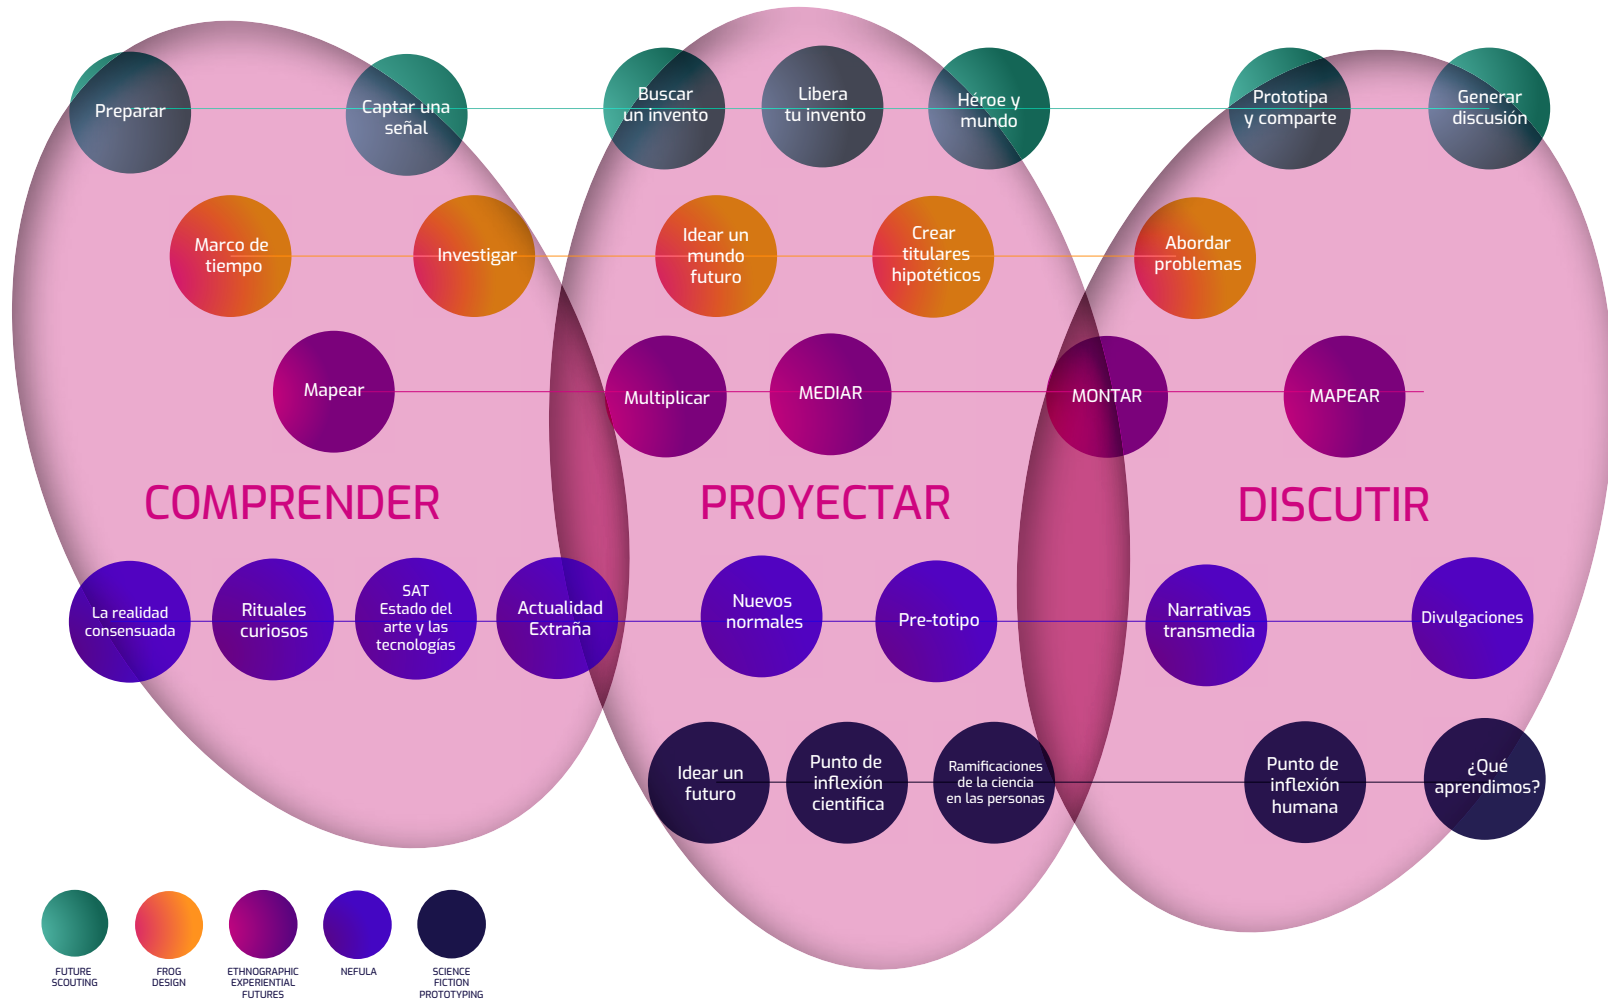 Preparar
Captar una
señal
Buscar
un invento
Libera
tu invento
Héroe y
mundo
Prototipa
y comparte
Generar
discusión
Marco de
tiempo
Investigar
Idear un
mundo
futuro
Crear
titulares
hipotéticos
Abordar
problemas
Mapear
Multiplicar
MEDIAR
MONTAR
MAPEAR
COMPRENDER
PROYECTAR
DISCUTIR
La realidad
consensuada
Rituales
curiosos
SAT
Estado del
arte y las
tecnologías
Actualidad
Extraña
Nuevos
normales
Pre-totipo
Narrativas
transmedia
Divulgaciones
Idear un
futuro
Punto de
inflexión
cientifica
Ramificaciones
de la ciencia
en las personas
Punto de
inflexión
humana
¿Qué
aprendimos?
FUTURE
SCOUTING
FROG
DESIGN
ETHNOGRAPHIC
EXPERIENTIAL
FUTURES
NEFULA
SCIENCE
FICTION
PROTOTYPING